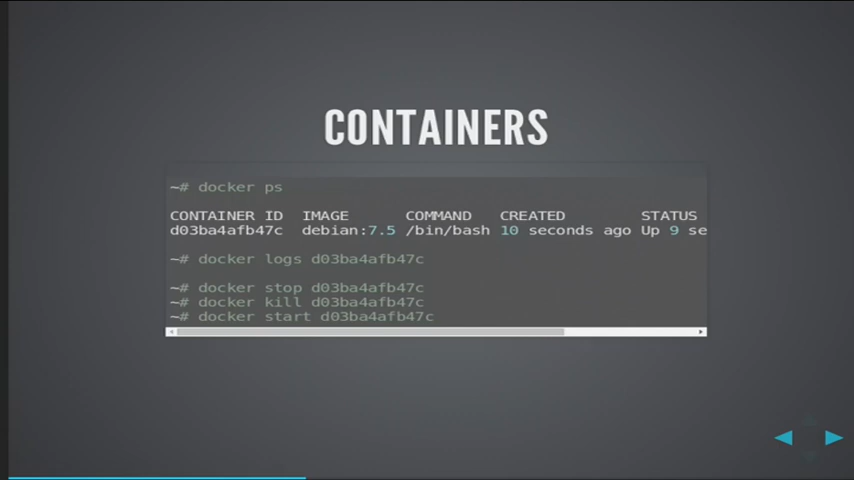 CONTAINERS
~# docker ps
CONTAINER ID IMAGE COMMAND CREATED STATUS
d03ba4afb47c debian:7.5 /bin/bash 10 seconds ago Up 9 se
~# docker logs d03ba4afb47c
~# docker stop d03ba4afb47c
~# docker kill d03ba4afb47c
~# docker start d03ba4afb47c